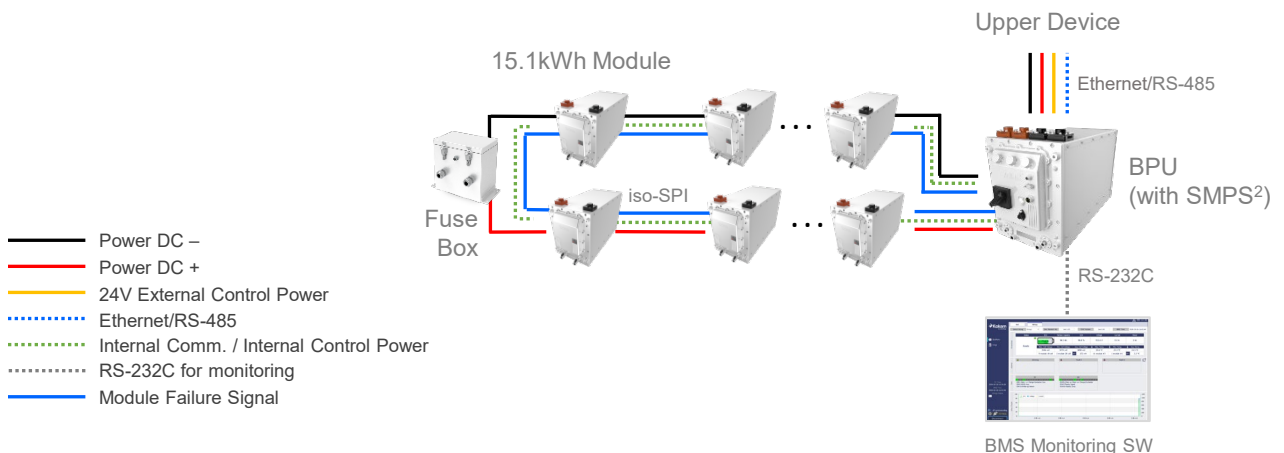 Upper Device
15.1kWh Module
Ethernet/RS-485
BPU
(with SMPS²)
iso-SPI
Fuse
Box
Power DC –
Power DC +
24V External Control Power
Ethernet/RS-485
Internal Comm. / Internal Control Power
RS-232C for monitoring
Module Failure Signal
RS-232C
Kokam
BMS Monitoring SW